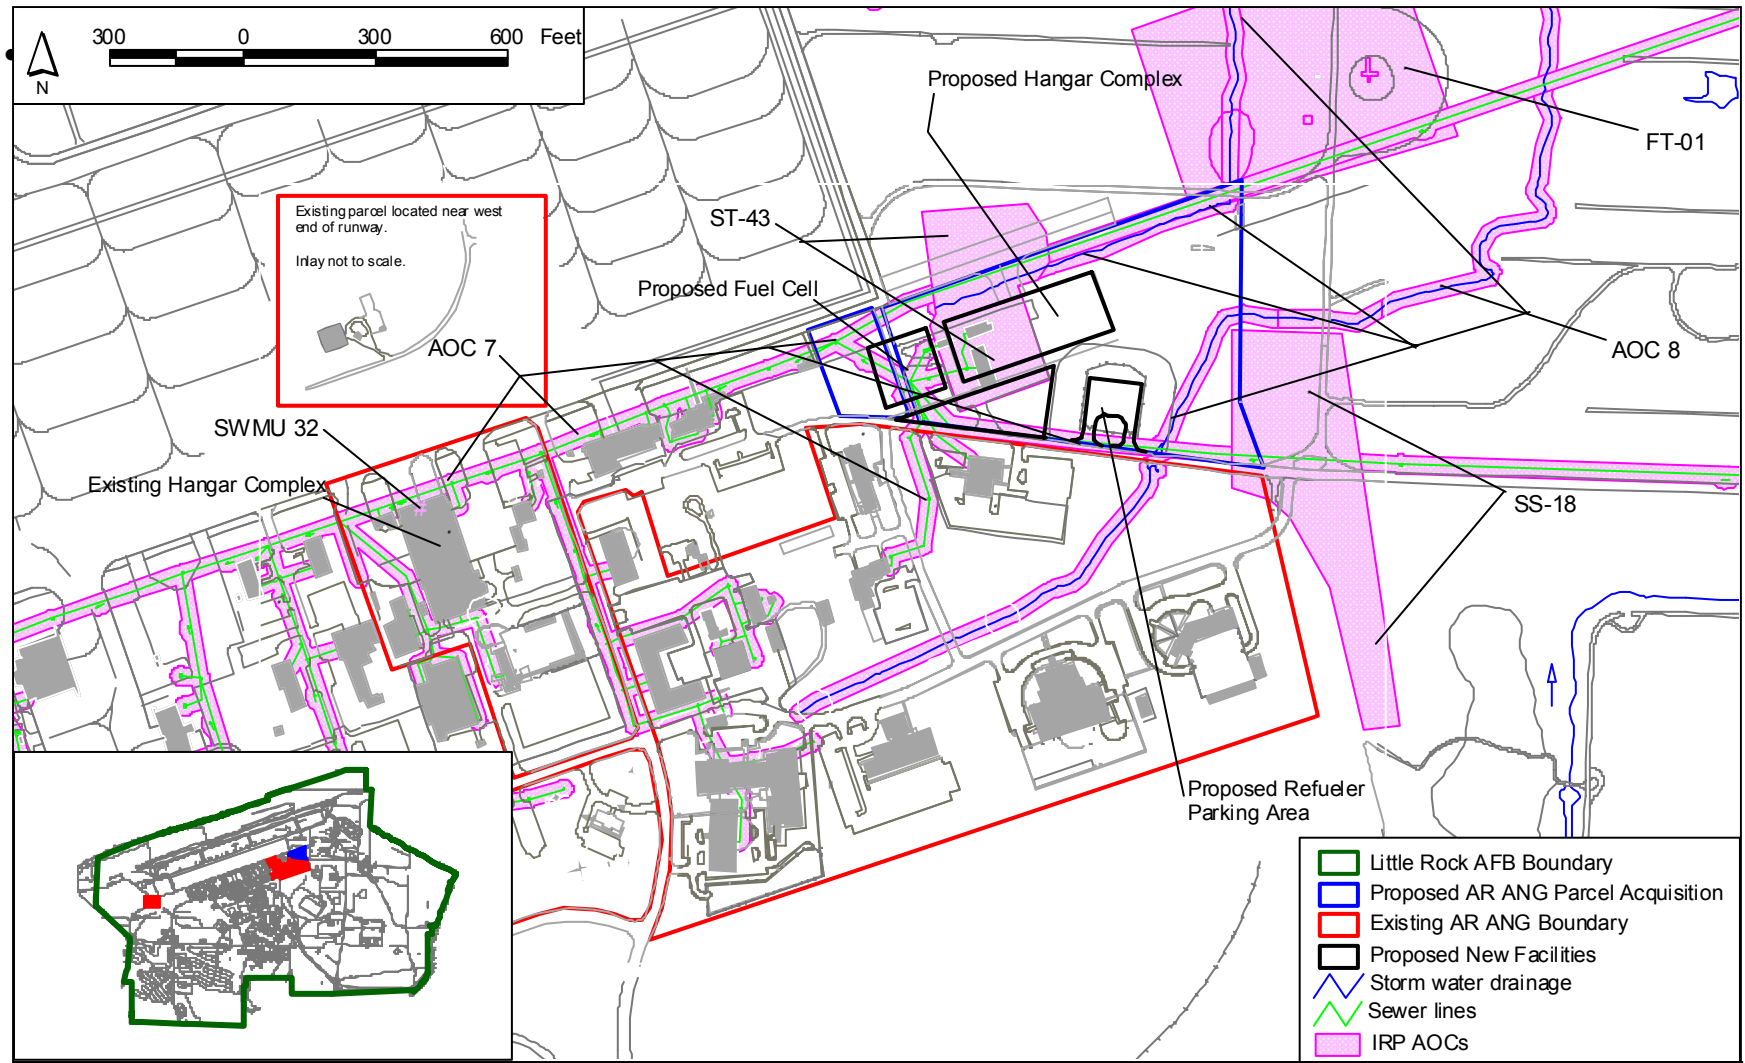 300 0 300 600 Feet
N
Proposed Hangar Complex
FT-01
Existing parcel located near west
end of runway.
Inlay not to scale.
ST-43
Proposed Fuel Cell
AOC 7
AOC 8
SWMU 32
Existing Hangar Complex
SS-18
Proposed Refueler
Parking Area
Little Rock AFB Boundary
Proposed AR ANG Parcel Acquisition
Existing AR ANG Boundary
Proposed New Facilities
Storm water drainage
Sewer lines
IRP AOCs